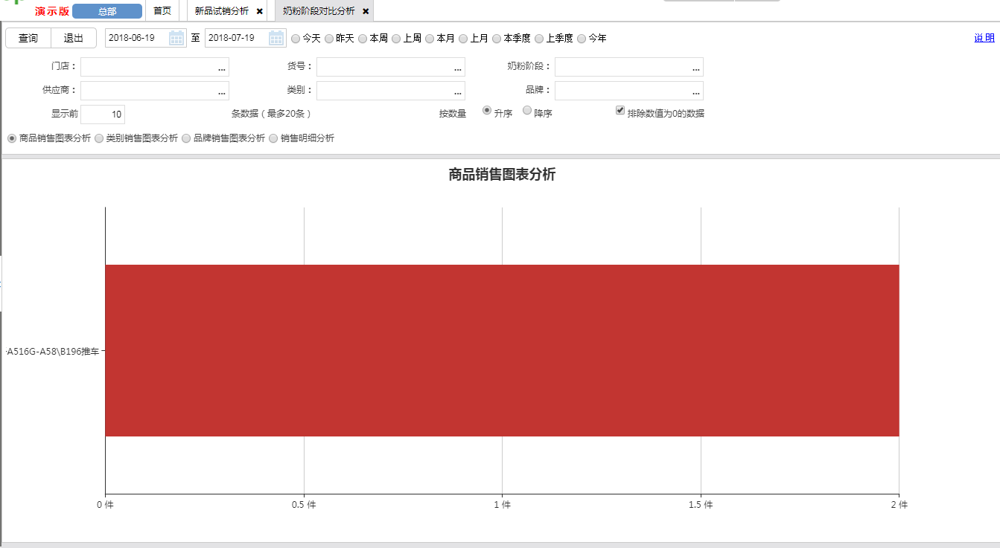 演示版 总部 首页 新品试销分析 ✖ 奶粉阶段对比分析 ✖
查询 退出 2018-06-19 至 2018-07-19 今天 昨天 本周 上周 本月 上月 本季度 上季度 今年 说明
门店： ... 货号： ... 奶粉阶段： ...
供应商： ... 类别： ... 品牌： ...
显示前 10 条数据（最多20条） 按数量 升序 降序 排除数值为0的数据
商品销售图表分析 类别销售图表分析 品牌销售图表分析 销售明细分析
商品销售图表分析
-A516G-A58\B196推车
0 件 0.5 件 1 件 1.5 件 2 件